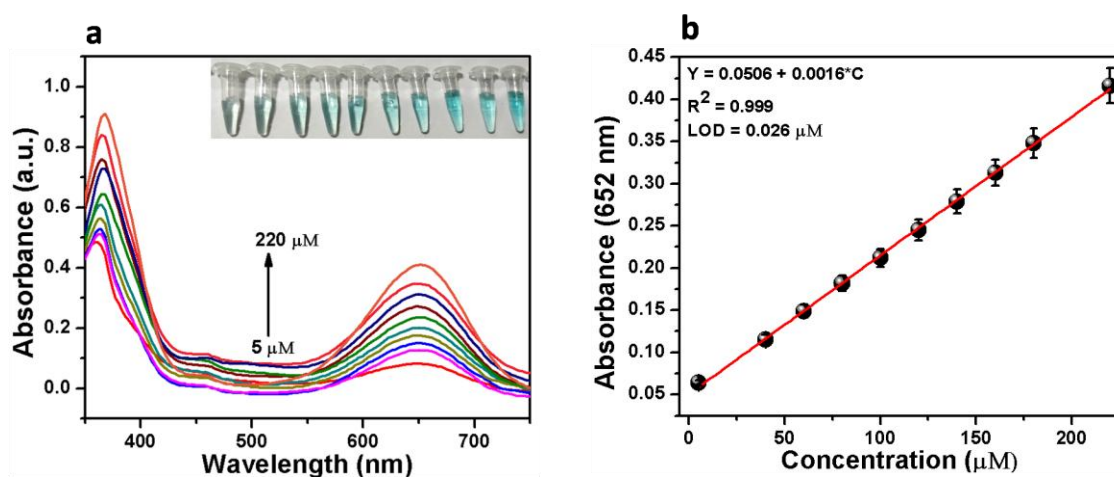 a
Absorbance (a.u.)
1.0
0.8
0.6
0.4
0.2
0.0
220 μM
5 μM
400
500
600
700
Wavelength (nm)
b
Absorbance (652 nm)
0.45
0.40
0.35
0.30
0.25
0.20
0.15
0.10
0.05
Y = 0.0506 + 0.0016*C
R² = 0.999
LOD = 0.026 μM
0
50
100
150
200
Concentration (μM)